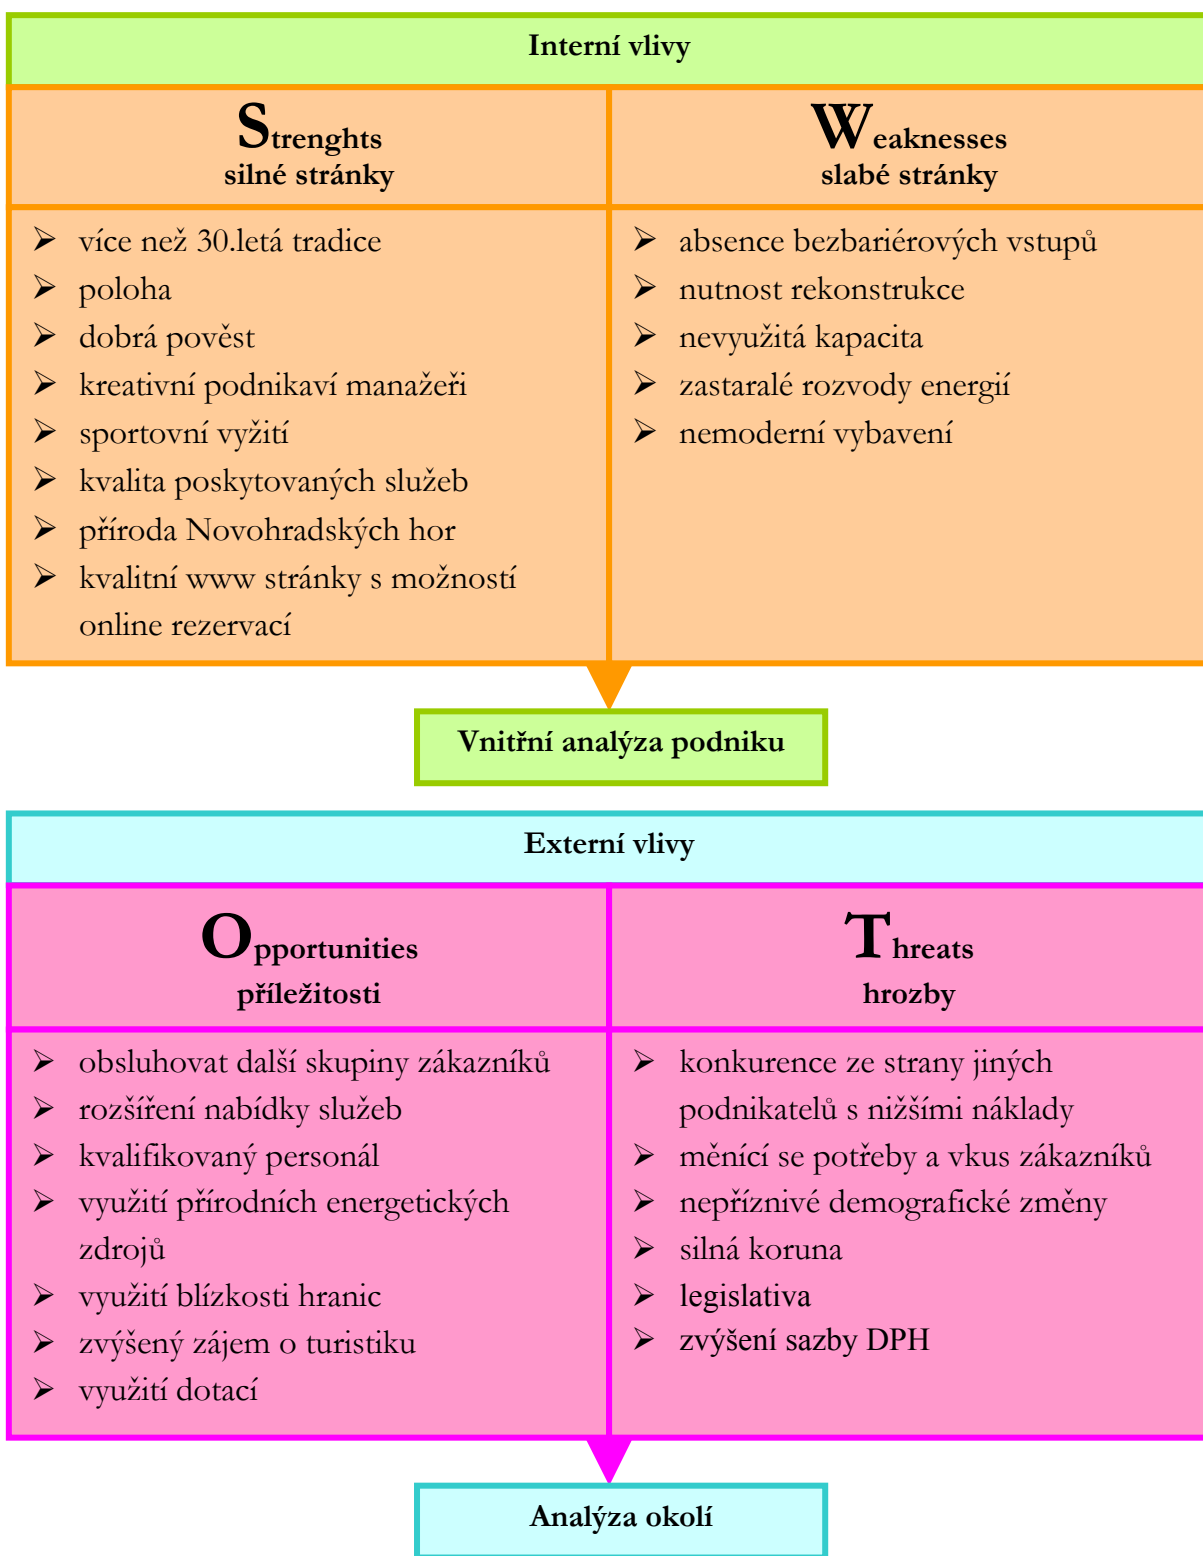 Interní vlivy
Strenghts
silné stránky
Weaknesses
slabé stránky
➢ více než 30.letá tradice
➢ poloha
➢ dobrá pověst
➢ kreativní podnikaví manažeři
➢ sportovní vyžití
➢ kvalita poskytovaných služeb
➢ příroda Novohradských hor
➢ kvalitní www stránky s možností
online rezervací
➢ absence bezbariérových vstupů
➢ nutnost rekonstrukce
➢ nevyužitá kapacita
➢ zastaralé rozvody energií
➢ nemoderní vybavení
Vnitřní analýza podniku
Externí vlivy
Opportunities
příležitosti
Threats
hrozby
➢ obsluhovat další skupiny zákazníků
➢ rozšíření nabídky služeb
➢ kvalifikovaný personál
➢ využití přírodních energetických
zdrojů
➢ využití blízkosti hranic
➢ zvýšený zájem o turistiku
➢ využití dotací
➢ konkurence ze strany jiných
podnikatelů s nižšími náklady
➢ měnící se potřeby a vkus zákazníků
➢ nepříznivé demografické změny
➢ silná koruna
➢ legislativa
➢ zvýšení sazby DPH
Analýza okolí